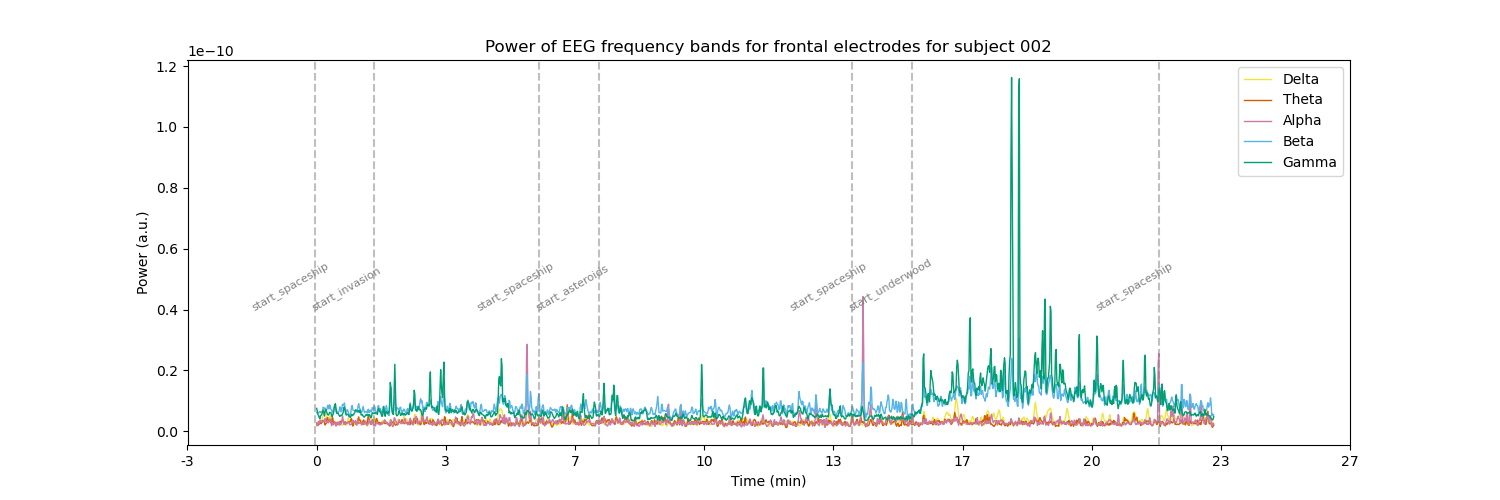 Power of EEG frequency bands for frontal electrodes for subject 002
1e−10
1.2
1.0
0.8
0.6
0.4
0.2
0.0
Power (a.u.)
start_spaceship
start_invasion
start_spaceship
start_asteroids
start_spaceship
start_underwood
start_spaceship
Delta
Theta
Alpha
Beta
Gamma
-3 0 3 7 10 13 17 20 23 27
Time (min)